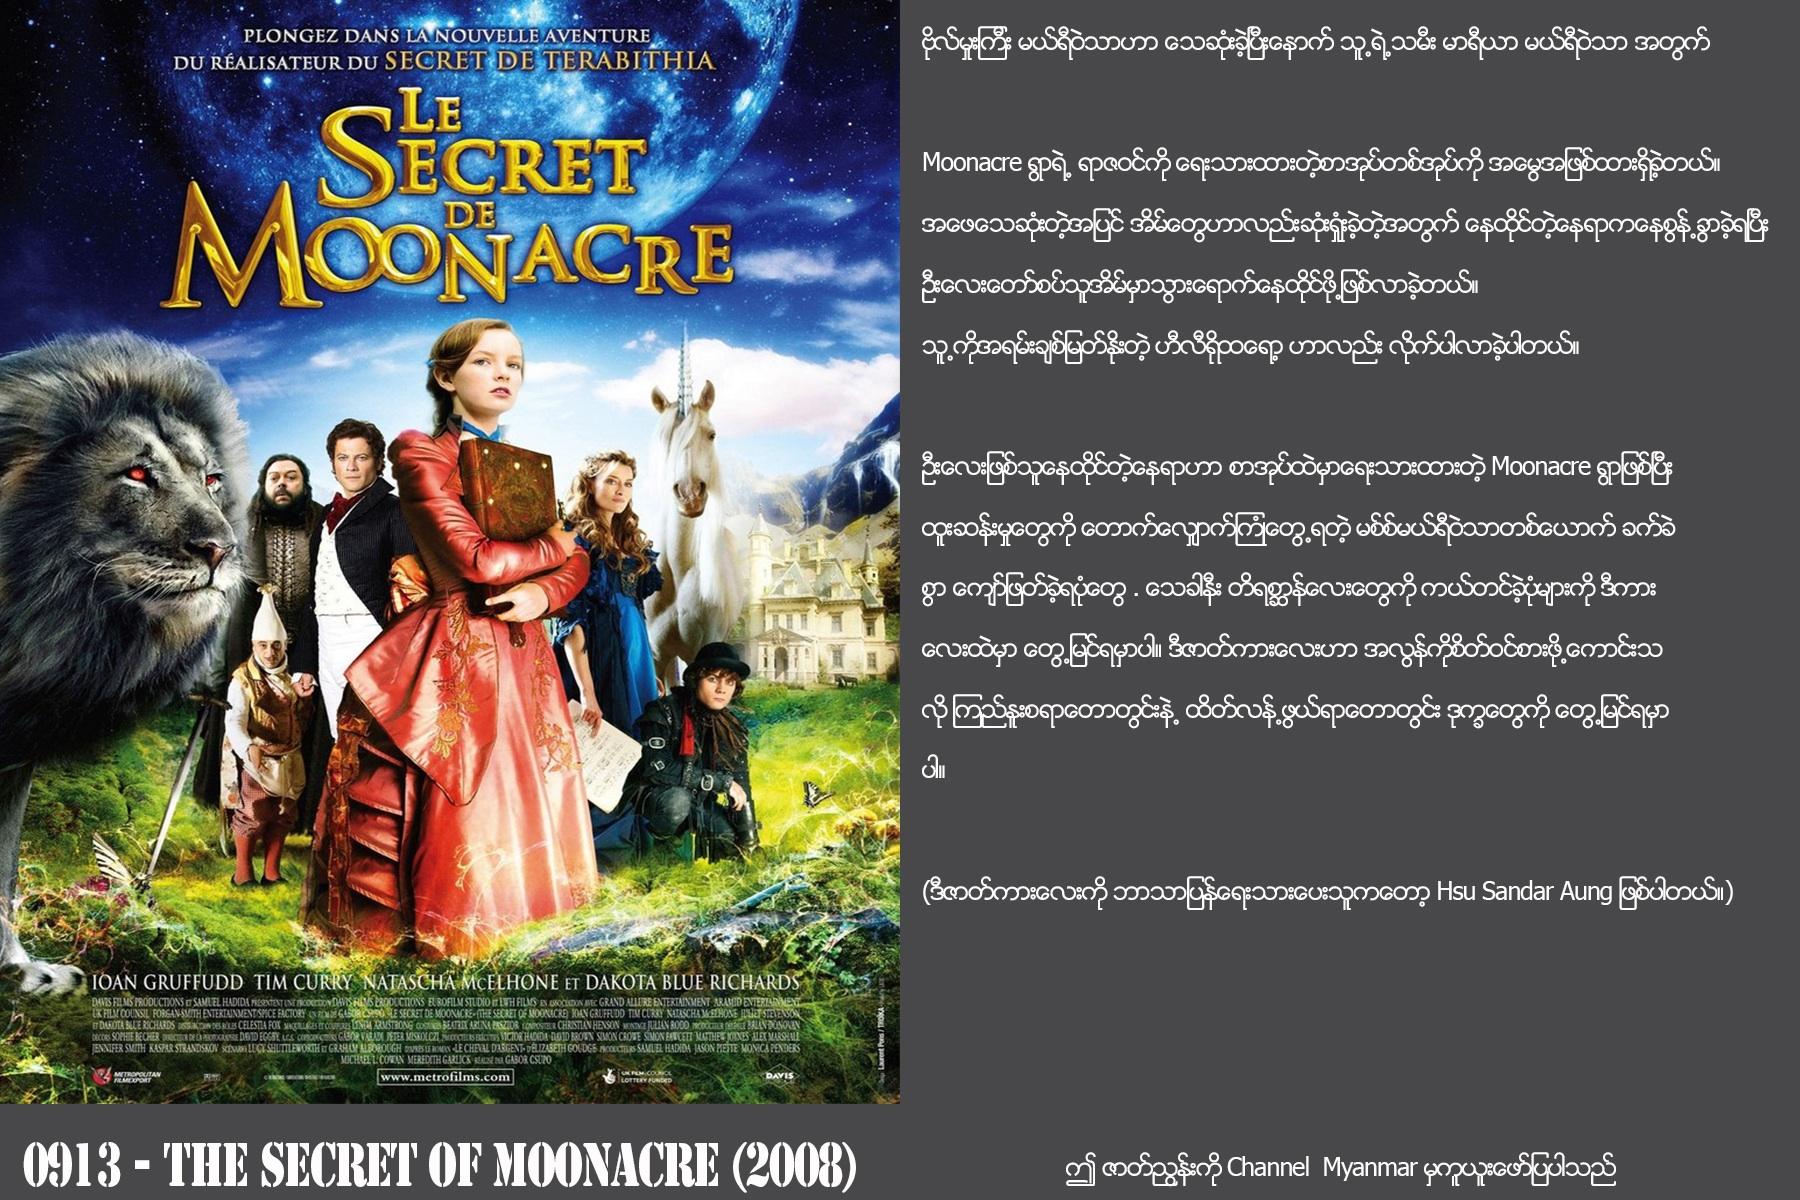 PLONGEZ DANS LA NOUVELLE AVENTURE
DU RÉALISATEUR DU SECRET DE TERABITHIA
LE
SECRET
DE
MOONACRE
IOAN GRUFFUDD TIM CURRY NATASCHA McELHONE ET DAKOTA BLUE RICHARDS
METROPOLITAN
FILMEXPORT
www.metrofilms.com
UK FILM COUNCIL
LOTTERY FUNDED
DAVIS
0913 - THE SECRET OF MOONACRE (2008)
ဗိုလ်မှူးကြီး မယ်ရီဝဲသာဟာ သေဆုံးခဲ့ပြီးနောက် သူ့ရဲ့သမီး မာရီယာ မယ်ရီဝဲသာ အတွက်
Moonacre ရွာရဲ့ ရာဇဝင်ကို ရေးသားထားတဲ့စာအုပ်တစ်အုပ်ကို အမွေအဖြစ်ထားရှိခဲ့တယ်။
အဖေသေဆုံးတဲ့အပြင် အိမ်တွေဟာလည်းဆုံးရှုံးခဲ့တဲ့အတွက် နေထိုင်တဲ့နေရာကနေစွန့်ခွာခဲ့ရပြီး
ဦးလေးတော်စပ်သူအိမ်မှာသွားရောက်နေထိုင်ဖို့ဖြစ်လာခဲ့တယ်။
သူ့ကိုအရမ်းချစ်မြတ်နိုးတဲ့ ဟီလီရိုထရော့ ဟာလည်း လိုက်ပါလာခဲ့ပါတယ်။
ဦးလေးဖြစ်သူနေထိုင်တဲ့နေရာဟာ စာအုပ်ထဲမှာရေးသားထားတဲ့ Moonacre ရွာဖြစ်ပြီး
ထူးဆန်းမှုတွေကို တောက်လျှောက်ကြုံတွေ့ရတဲ့ မစ်စ်မယ်ရီဝဲသာတစ်ယောက် ခက်ခဲ
စွာ ကျော်ဖြတ်ခဲ့ရပုံတွေ . သေခါနီး တိရစ္ဆာန်လေးတွေကို ကယ်တင်ခဲ့ပုံများကို ဒီကား
လေးထဲမှာ တွေ့မြင်ရမှာပါ။ ဒီဇာတ်ကားလေးဟာ အလွန်ကိုစိတ်ဝင်စားဖို့ကောင်းသ
လို ကြည်နူးစရာတောတွင်းနဲ့ ထိတ်လန့်ဖွယ်ရာတောတွင်း ဒုက္ခတွေကို တွေ့မြင်ရမှာ
ပါ။
(ဒီဇာတ်ကားလေးကို ဘာသာပြန်ရေးသားပေးသူကတော့ Hsu Sandar Aung ဖြစ်ပါတယ်။)
ဤ ဇာတ်ညွှန်းကို Channel Myanmar မှကူယူးဖော်ပြပါသည်